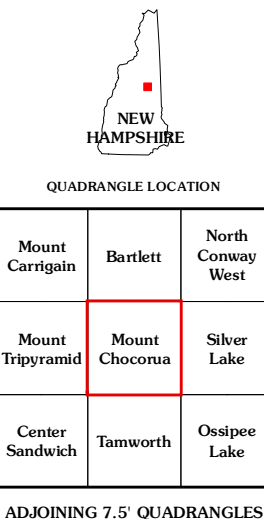 NEW
HAMPSHIRE
QUADRANGLE LOCATION
Mount
Carrigain
Bartlett
North
Conway
West
Mount
Tripyramid
Mount
Chocorua
Silver
Lake
Center
Sandwich
Tamworth
Ossipee
Lake
ADJOINING 7.5' QUADRANGLES